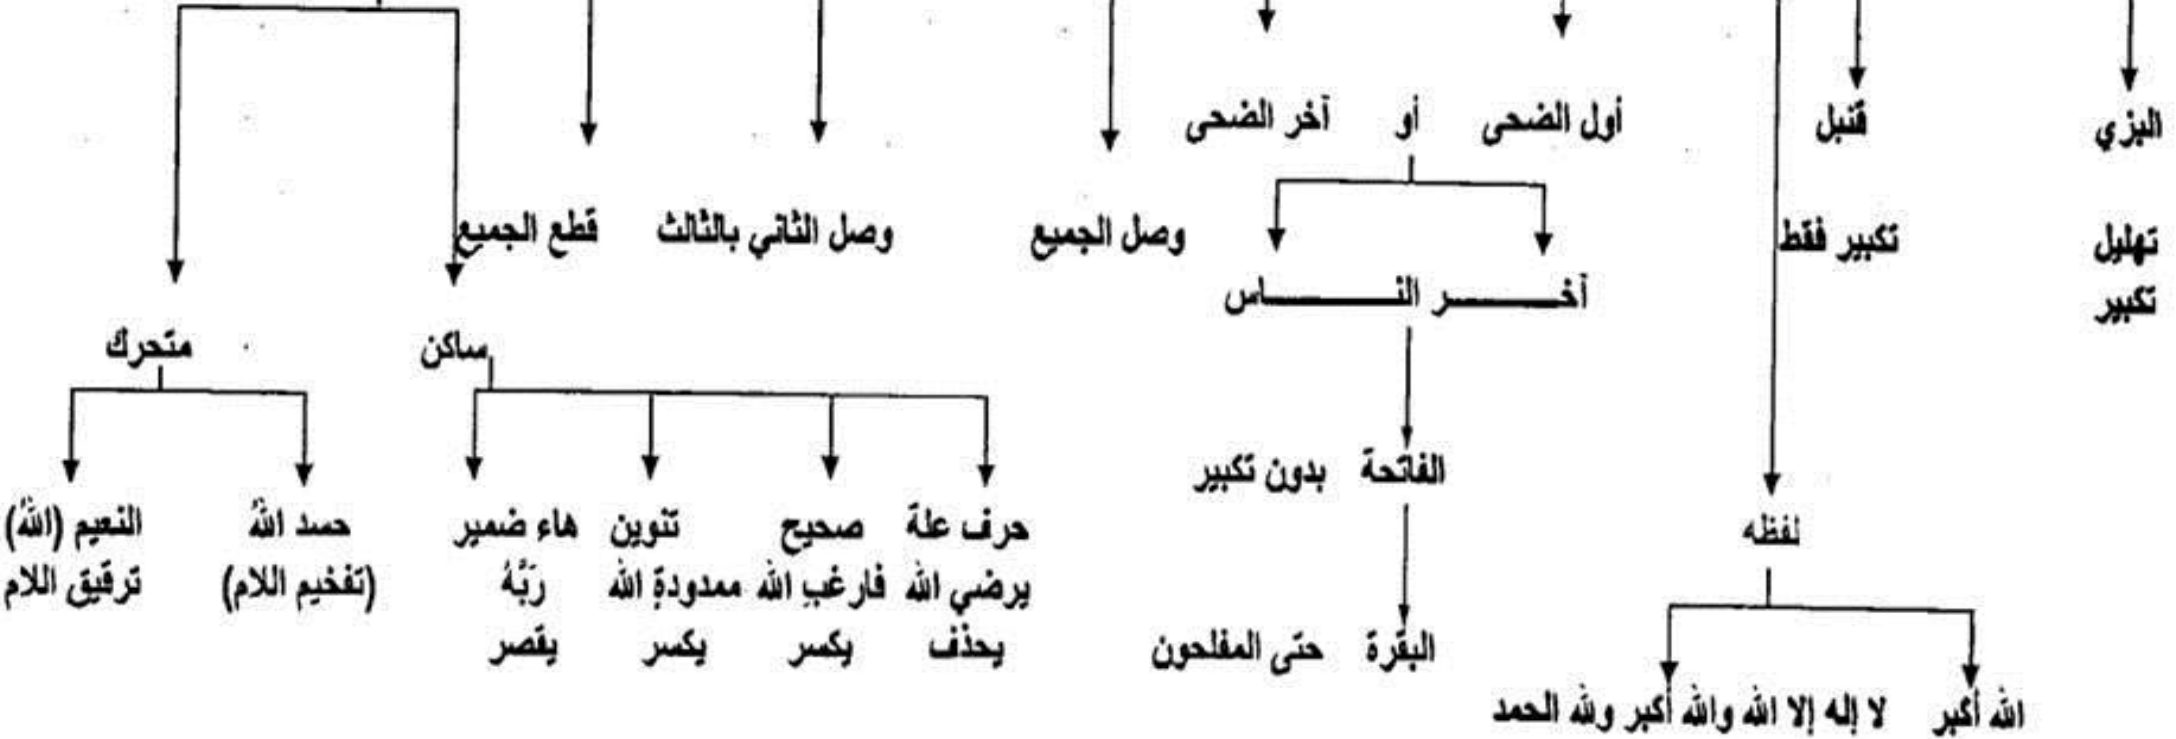 البزي
تهليل
تكبير
قنبل
تكبير فقط
لفظه
الله أكبر
لا إله إلا الله والله أكبر ولله الحمد
أول الضحى أو آخر الضحى
آخـــــر النـــــــاس
الفاتحة بدون تكبير
البقرة حتى المفلحون
وصل الجميع
وصل الثاني بالثالث
قطع الجميع
ساكن
حرف علة
يرضي الله
يحذف
صحيح
فارغبِ الله
يكسر
تنوين
ممدودةٍ الله
يكسر
هاء ضمير
رَبَّهُ
يقصر
متحرك
حسد اللهُ
(تفخيم اللام)
النعيم (اللهُ)
ترقيق اللام